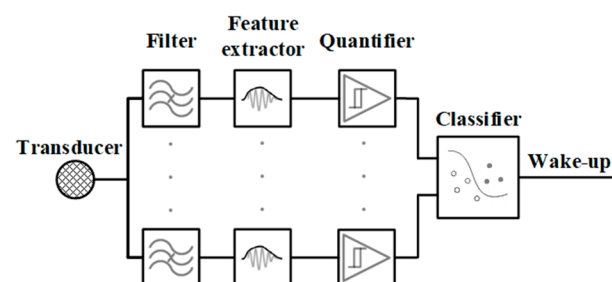 Filter
Feature
extractor
Quantifier
Transducer
Classifier
Wake-up